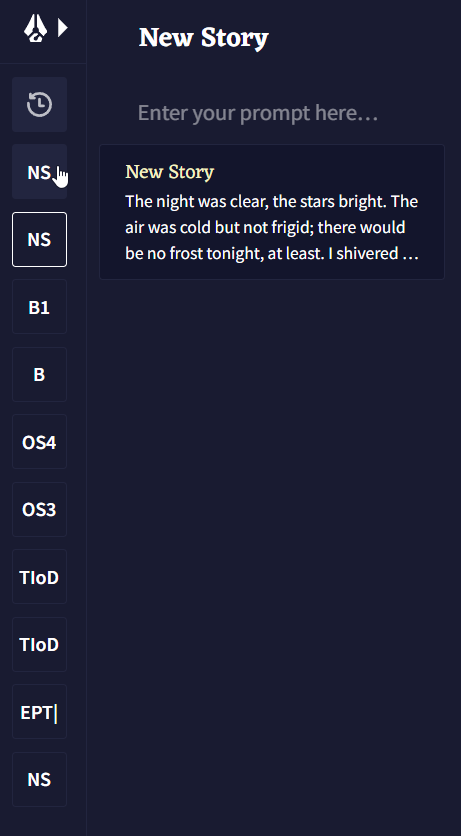 New Story
Enter your prompt here...
NS
New Story
The night was clear, the stars bright. The
air was cold but not frigid; there would
be no frost tonight, at least. I shivered ...
NS
B1
B
OS4
OS3
TIoD
TIoD
EPT|
NS